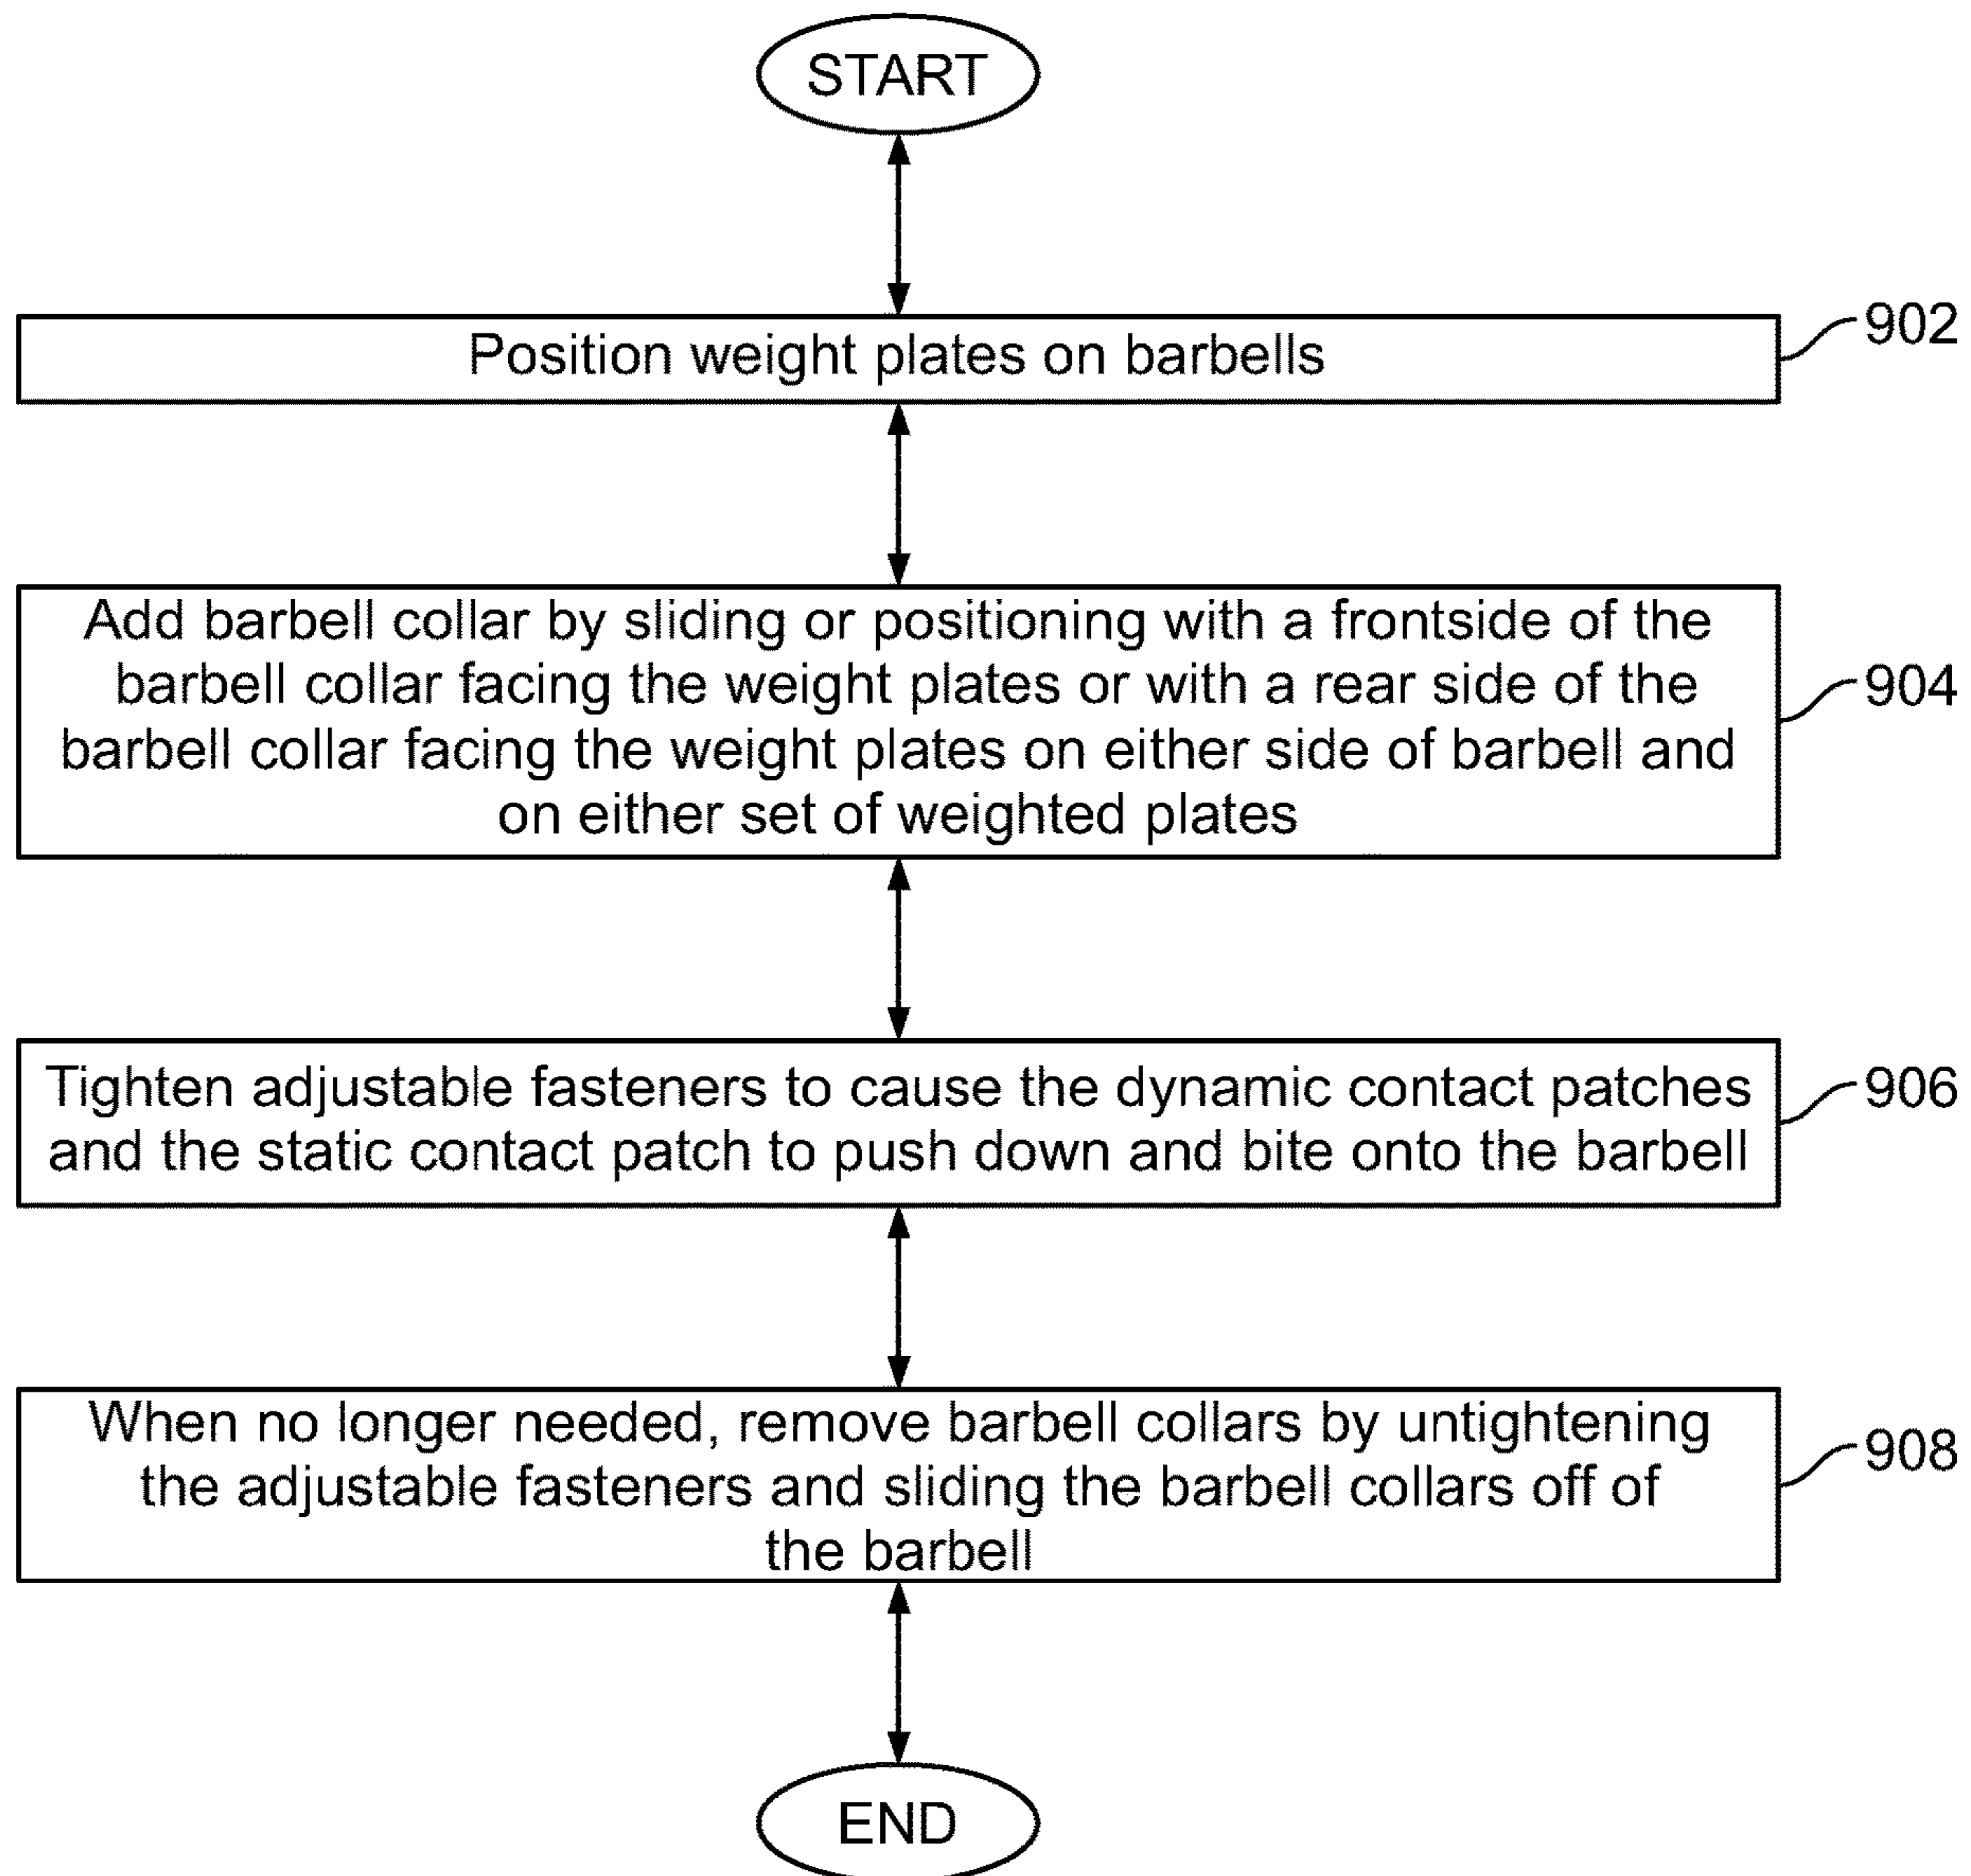 START
Position weight plates on barbells
902
Add barbell collar by sliding or positioning with a frontside of the
barbell collar facing the weight plates or with a rear side of the
barbell collar facing the weight plates on either side of barbell and
on either set of weighted plates
904
Tighten adjustable fasteners to cause the dynamic contact patches
and the static contact patch to push down and bite onto the barbell
906
When no longer needed, remove barbell collars by untightening
the adjustable fasteners and sliding the barbell collars off of
the barbell
908
END